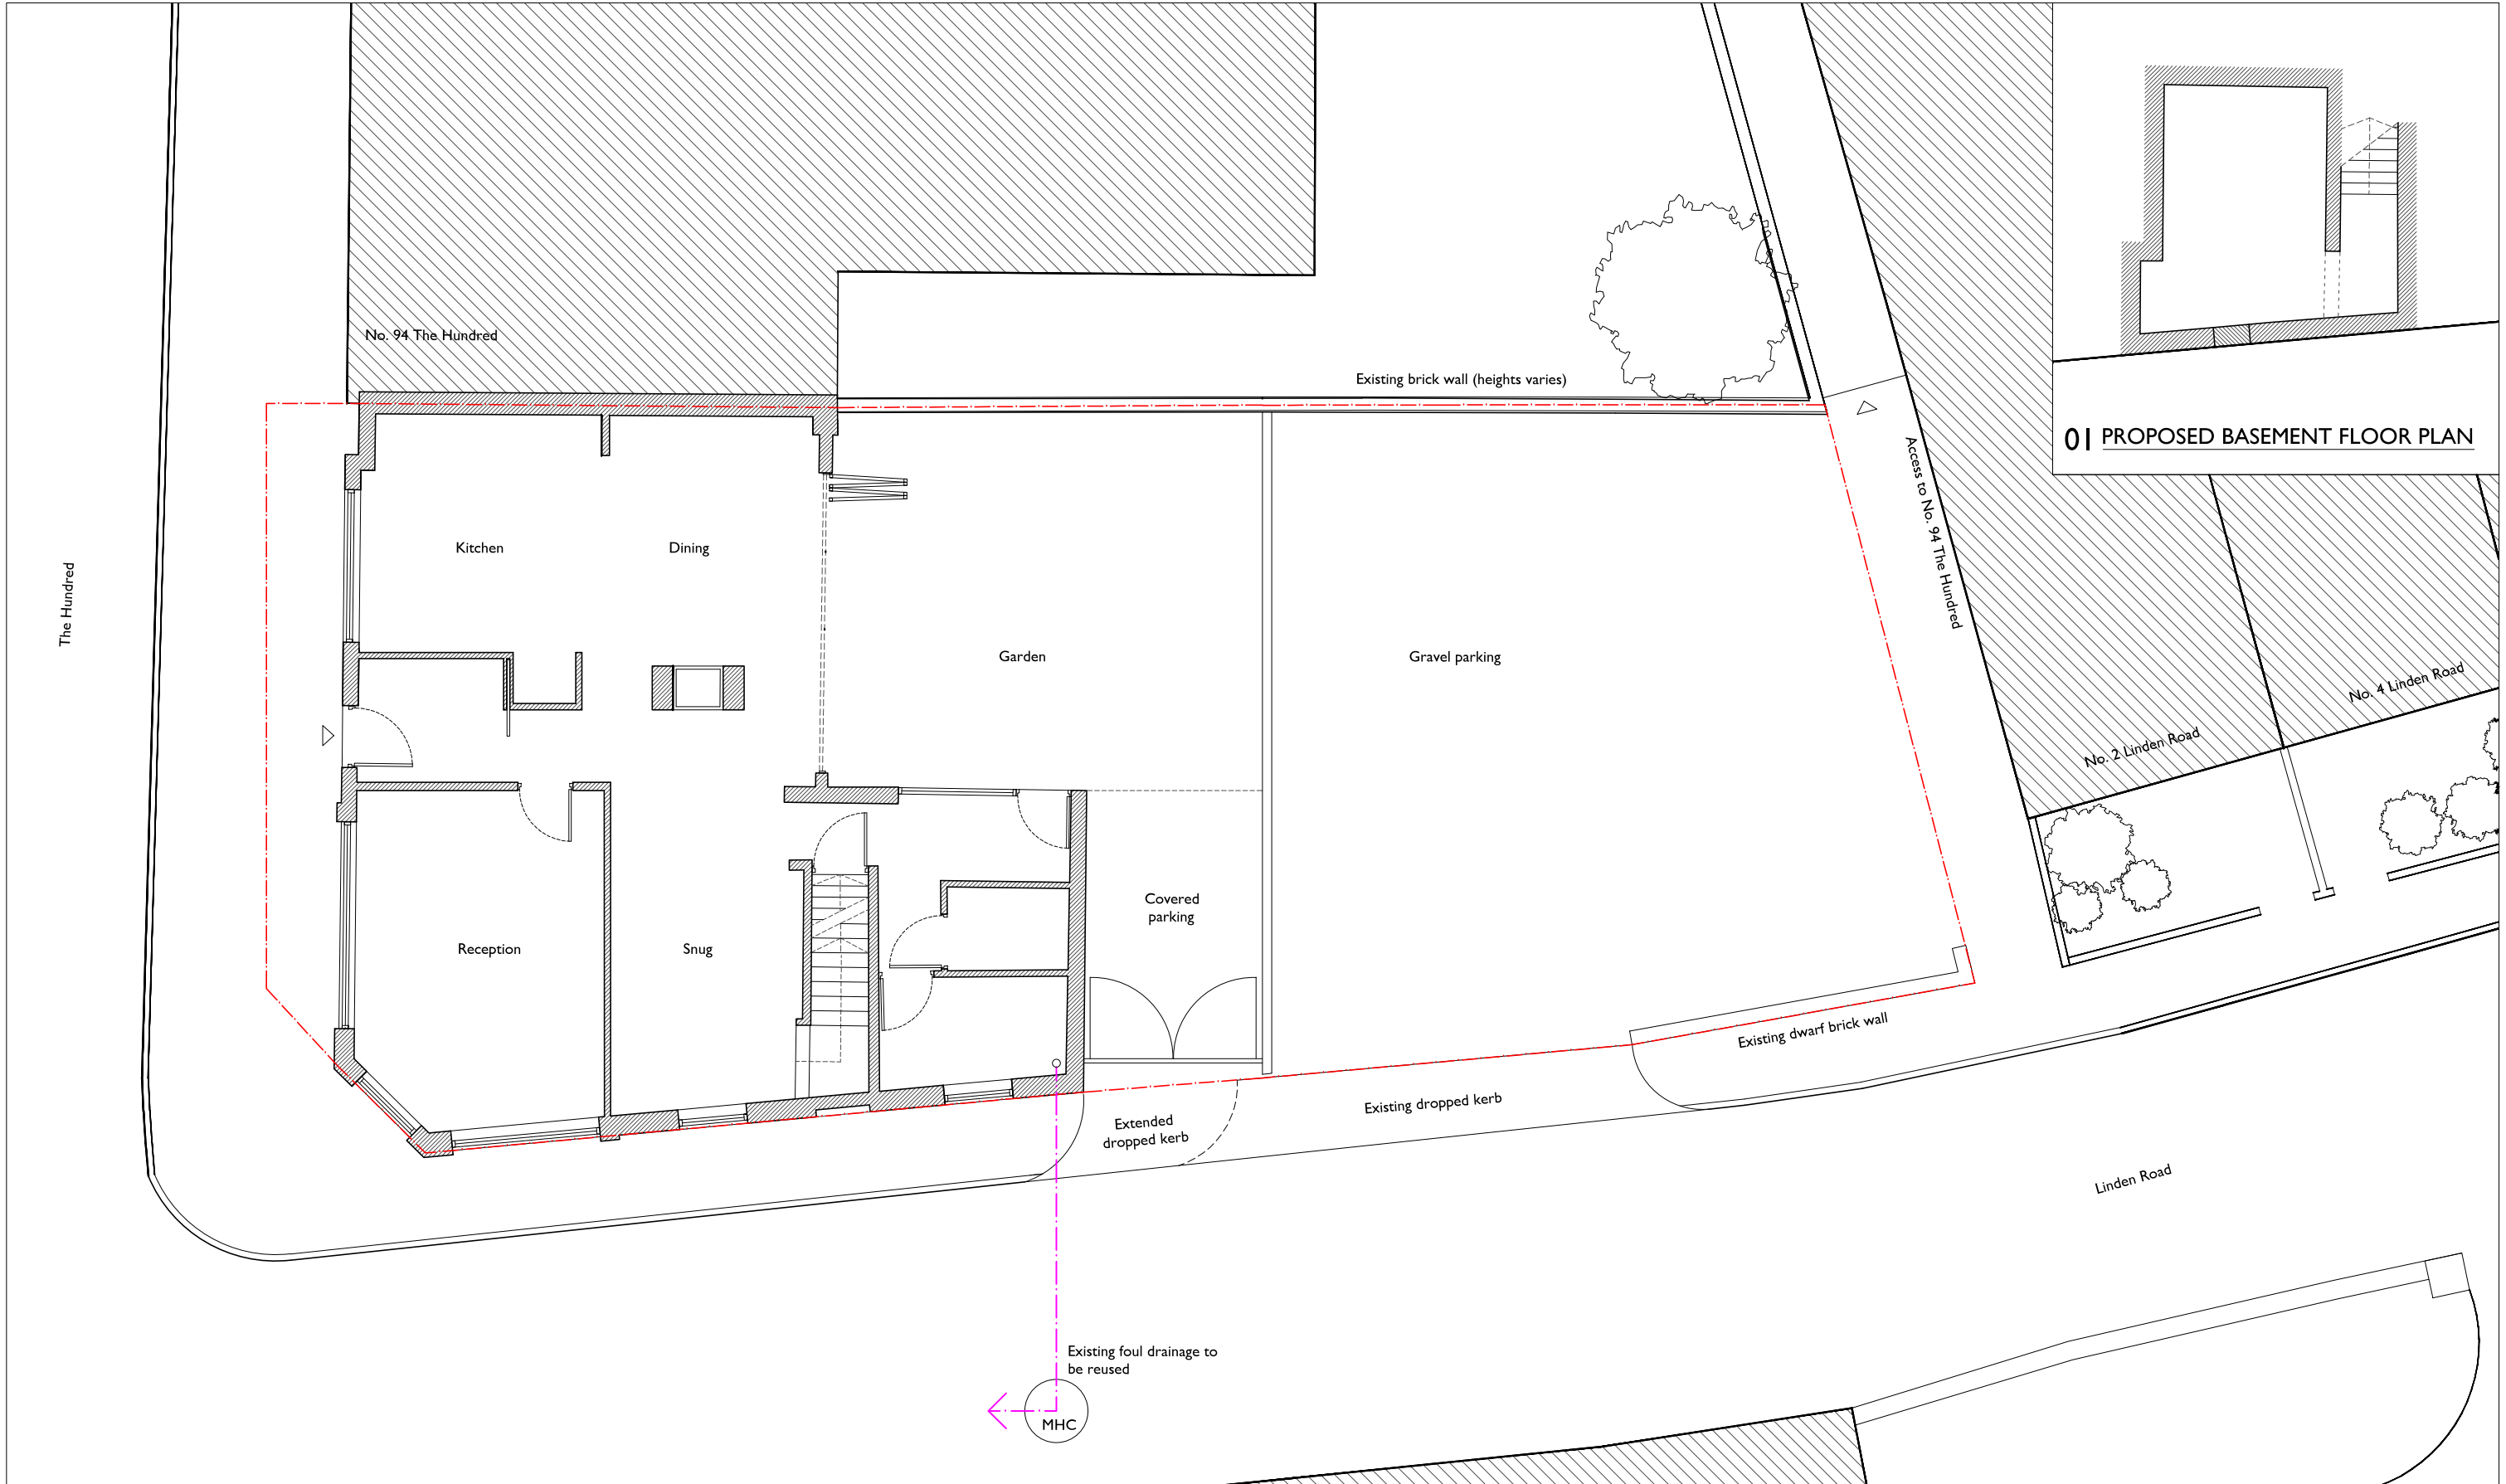 No. 94 The Hundred
Existing brick wall (heights varies)
01 PROPOSED BASEMENT FLOOR PLAN
Access to No. 94 The Hundred
The Hundred
Kitchen
Dining
Garden
Gravel parking
No. 4 Linden Road
No. 2 Linden Road
Reception
Snug
Covered
parking
Existing dwarf brick wall
Existing dropped kerb
Extended
dropped kerb
Linden Road
Existing foul drainage to
be reused
MHC